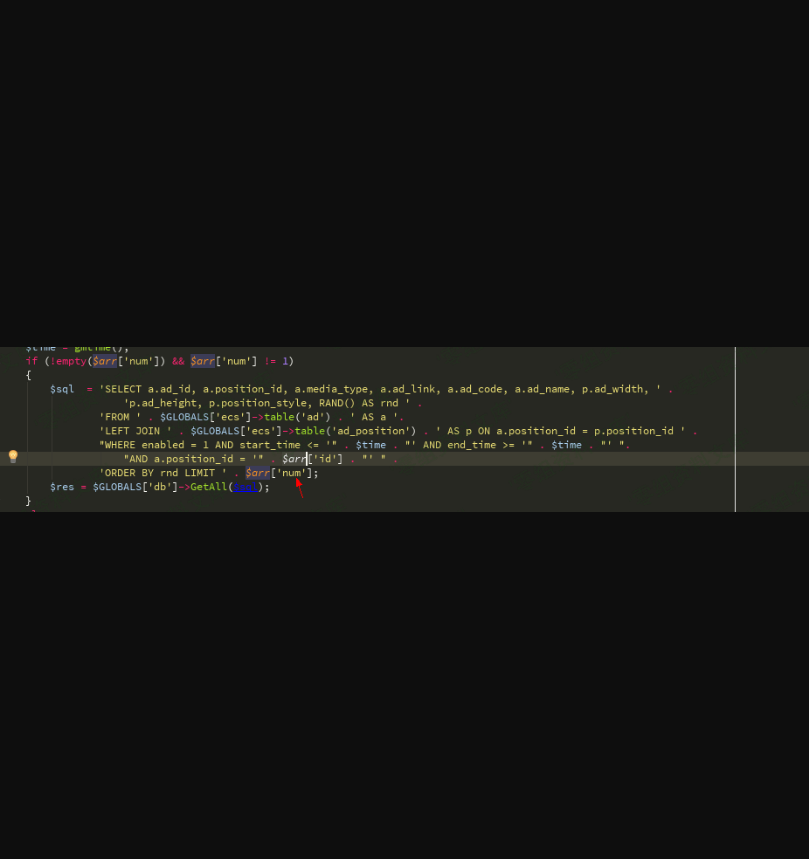 $time = gmtime();
if (!empty($arr['num']) && $arr['num'] != 1)
{
$sql  = 'SELECT a.ad_id, a.position_id, a.media_type, a.ad_link, a.ad_code, a.ad_name, p.ad_width, ' .
'p.ad_height, p.position_style, RAND() AS rnd ' .
'FROM ' . $GLOBALS['ecs']->table('ad') . ' AS a '.
'LEFT JOIN ' . $GLOBALS['ecs']->table('ad_position') . ' AS p ON a.position_id = p.position_id ' .
"WHERE enabled = 1 AND start_time <= '" . $time . "' AND end_time >= '" . $time . "' ".
"AND a.position_id = '" . $arr['id'] . "' " .
'ORDER BY rnd LIMIT ' . $arr['num'];
$res = $GLOBALS['db']->GetAll($sql);
}